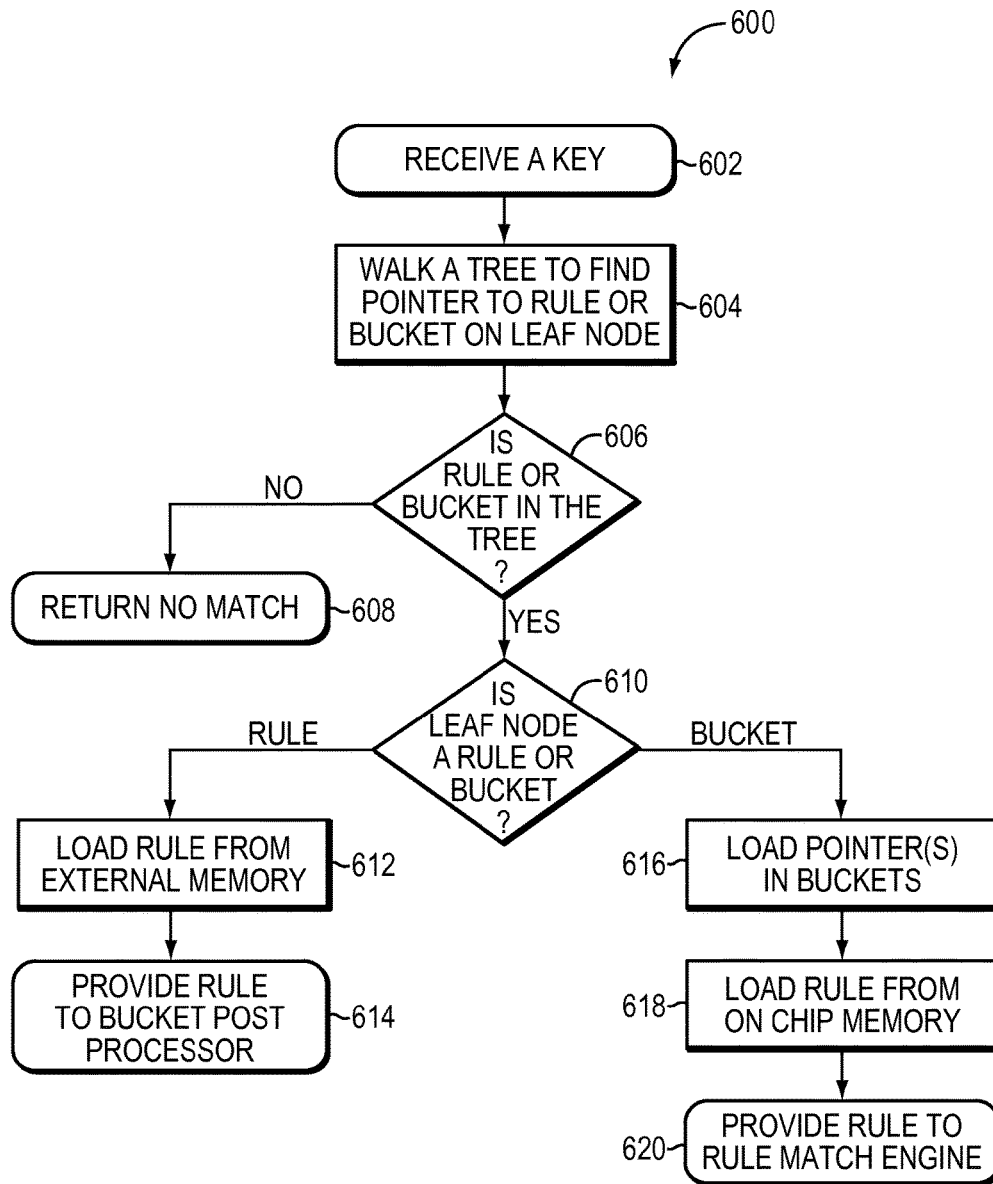 600
RECEIVE A KEY
602
WALK A TREE TO FIND
POINTER TO RULE OR
BUCKET ON LEAF NODE
604
IS
RULE OR
BUCKET IN THE
TREE
?
606
NO
RETURN NO MATCH
608
YES
IS
LEAF NODE
A RULE OR
BUCKET
?
610
RULE
BUCKET
LOAD RULE FROM
EXTERNAL MEMORY
612
PROVIDE RULE
TO BUCKET POST
PROCESSOR
614
616
LOAD POINTER(S)
IN BUCKETS
618
LOAD RULE FROM
ON CHIP MEMORY
620
PROVIDE RULE TO
RULE MATCH ENGINE